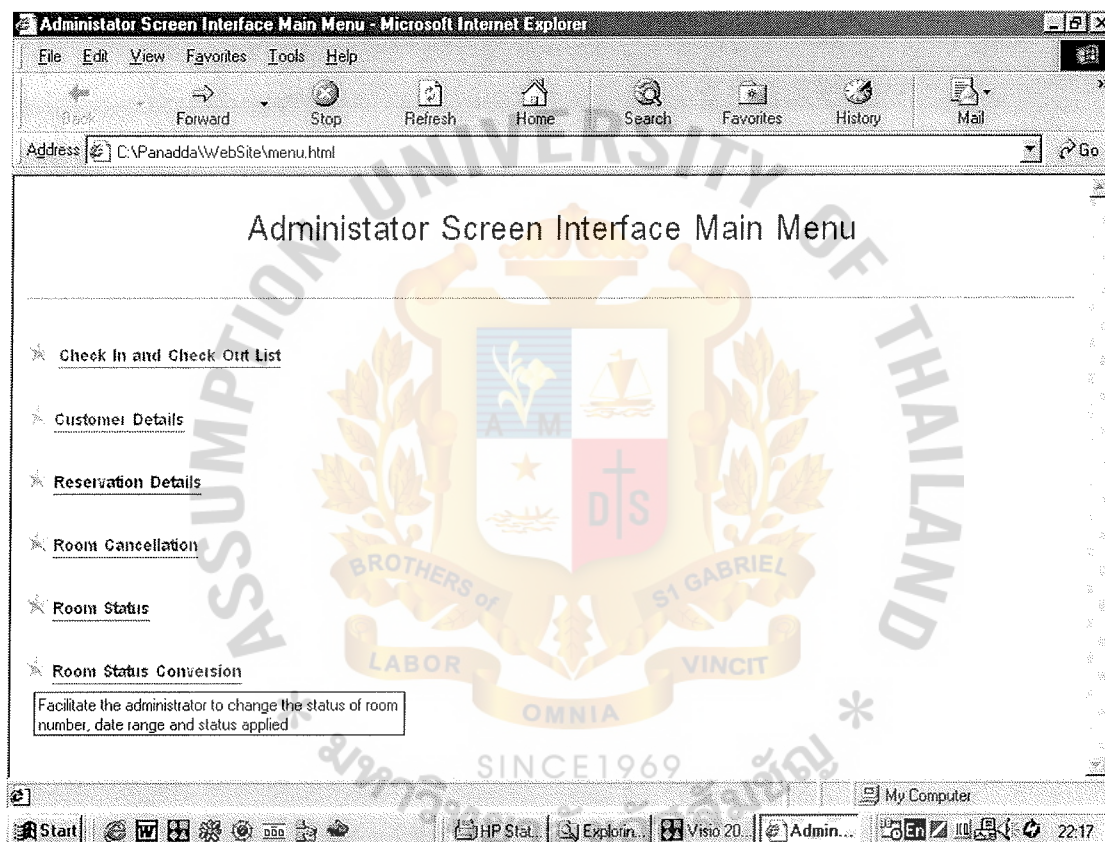 Administator Screen Interface Main Menu - Microsoft Internet Explorer
File Edit View Favorites Tools Help
Back Forward Stop Refresh Home Search Favorites History Mail
Address C:\Panadda\WebSite\menu.html Go
Administator Screen Interface Main Menu
Check In and Check Out List
Customer Details
Reservation Details
Room Cancellation
Room Status
Room Status Conversion
Facilitate the administrator to change the status of room
number, date range and status applied
My Computer
Start HP Stat... Explorin... Visio 20... Admin... En 22:17
ASSUMPTION UNIVERSITY OF THAILAND
A M
D S
BROTHERS of ST GABRIEL
LABOR OMNIA VINCIT
SINCE1969